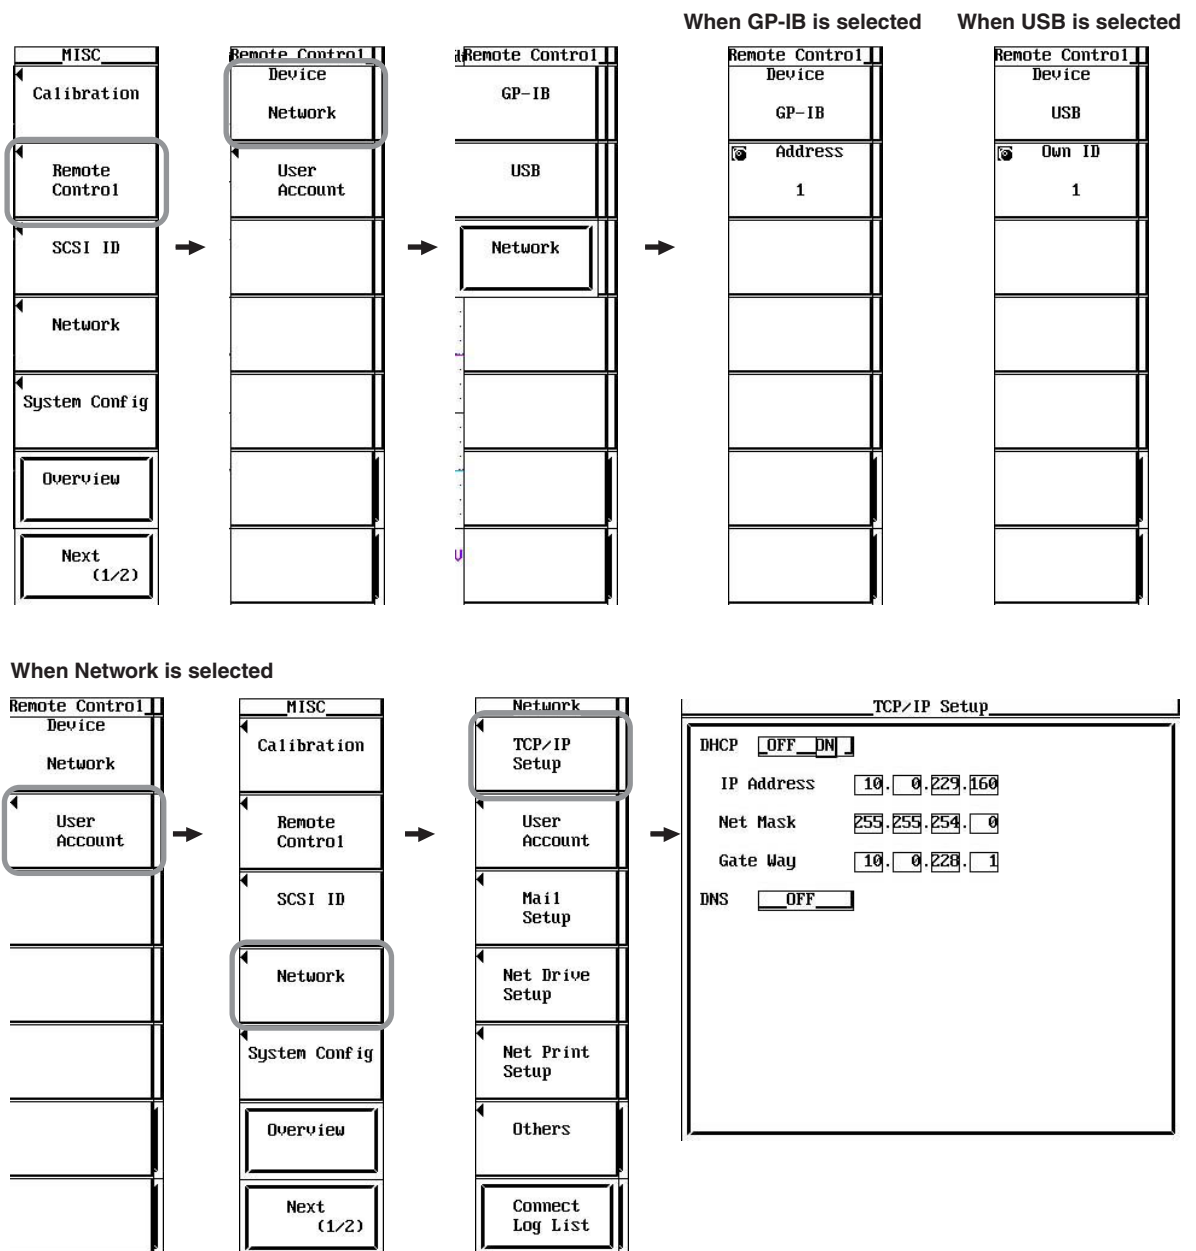 When GP-IB is selected
When USB is selected
MISC
Calibration
Remote
Control
SCSI ID
Network
System Config
Overview
Next
(1/2)
Remote Control
Device
Network
User
Account
Remote Control
GP-IB
USB
Network
Remote Control
Device
GP-IB
Address
1
Remote Control
Device
USB
Own ID
1
When Network is selected
Remote Control
Device
Network
User
Account
MISC
Calibration
Remote
Control
SCSI ID
Network
System Config
Overview
Next
(1/2)
Network
TCP/IP
Setup
User
Account
Mail
Setup
Net Drive
Setup
Net Print
Setup
Others
Connect
Log List
TCP/IP Setup
DHCP OFF ON
IP Address 10. 0.229.160
Net Mask 255.255.254. 0
Gate Way 10. 0.228. 1
DNS OFF